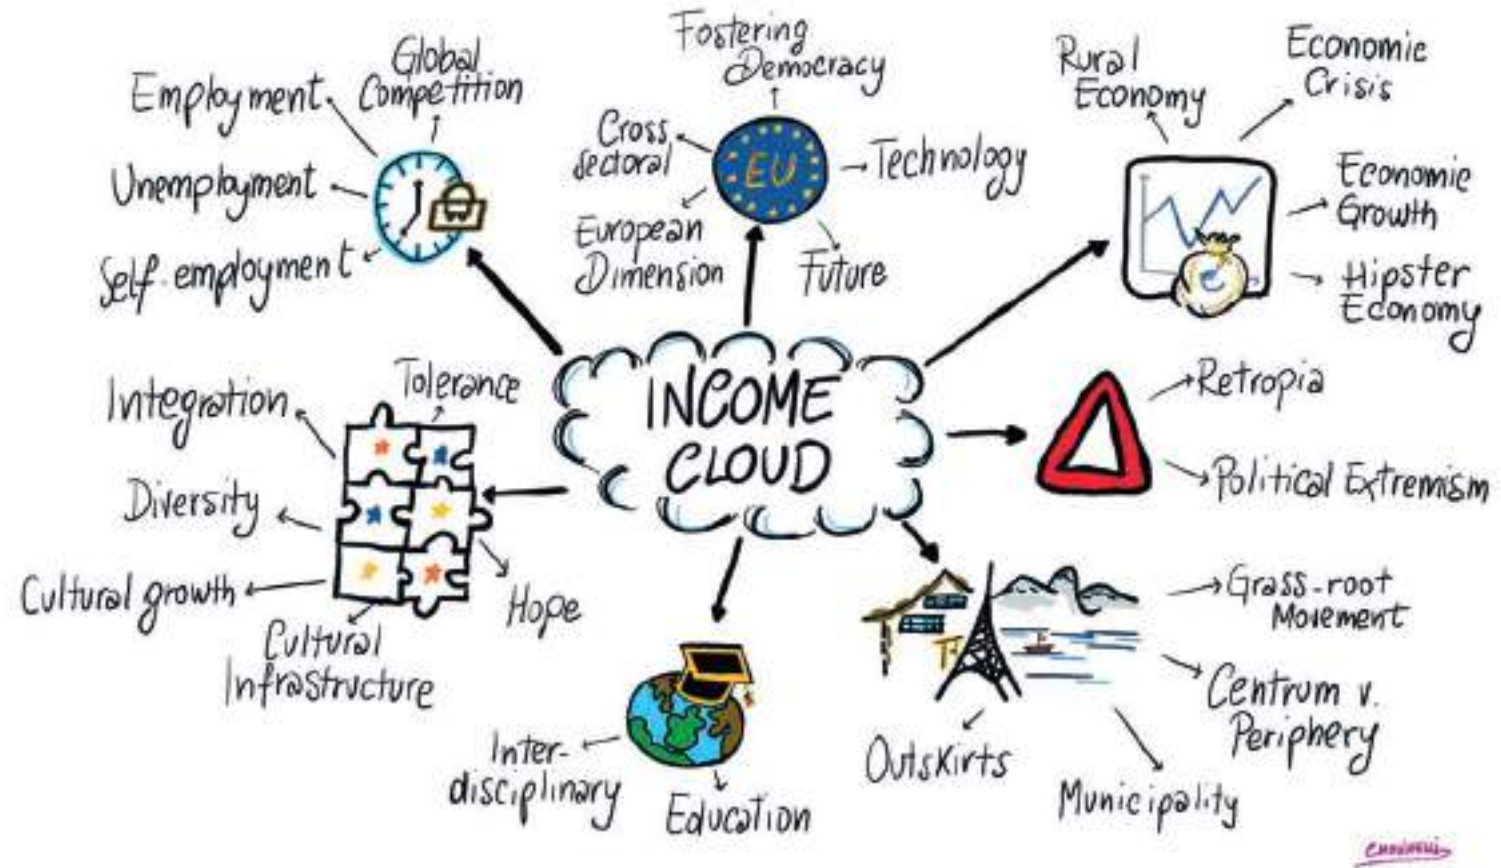 Global
Competition
Employment
Unemployment
Self-employment
Fostering
Democracy
Cross
Sectoral
EU
Technology
European
Dimension
Future
Rural
Economy
Economic
Crisis
Economic
Growth
Hipster
Economy
INCOME
CLOUD
Tolerance
Integration
Diversity
Cultural growth
Cultural
Infrastructure
Hope
Retropia
Political Extremism
Grass-root
Movement
Centrum v.
Periphery
Outskirts
Municipality
Inter-
disciplinary
Education